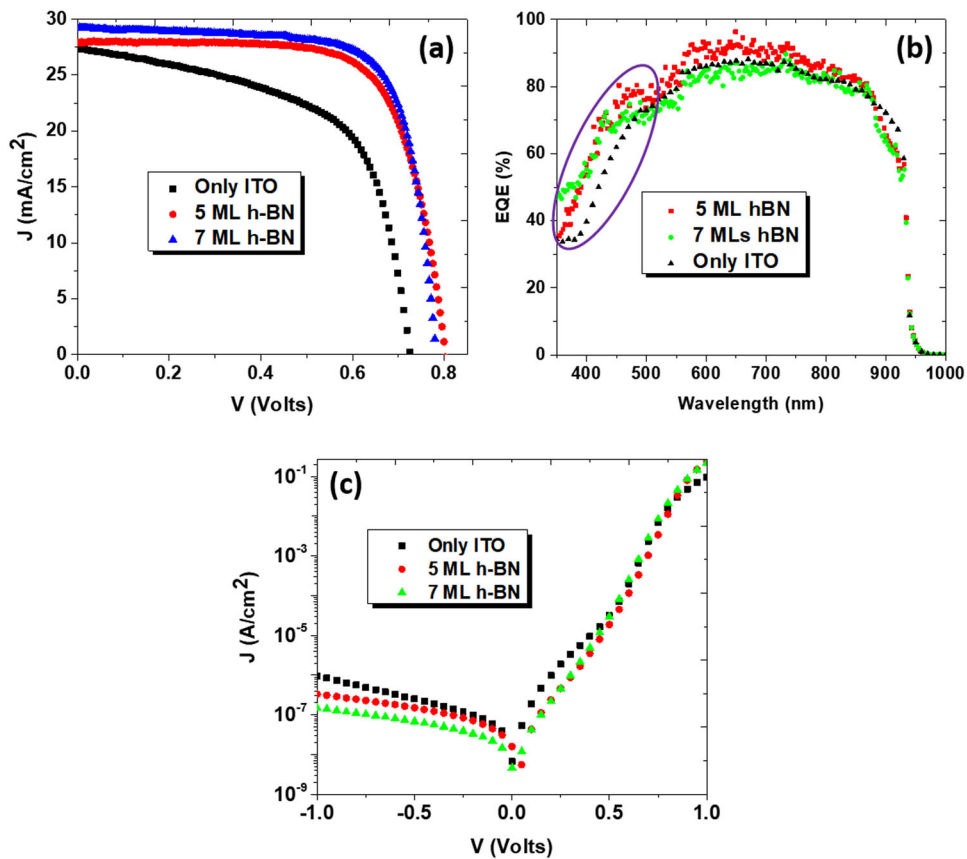 (a)
30
25
20
15
10
5
0
J (mA/cm²)
Only ITO
5 ML h-BN
7 ML h-BN
0.0 0.2 0.4 0.6 0.8
V (Volts)
(b)
100
80
60
40
20
0
EQE (%)
5 ML hBN
7 MLs hBN
Only ITO
400 500 600 700 800 900 1000
Wavelength (nm)
(c)
10⁻¹
10⁻³
10⁻⁵
10⁻⁷
10⁻⁹
J (A/cm²)
Only ITO
5 ML h-BN
7 ML h-BN
-1.0 -0.5 0.0 0.5 1.0
V (Volts)